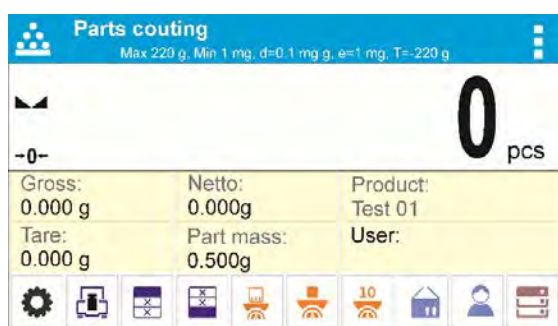 Parts couting
Max 220 g, Min 1 mg, d=0.1 mg g, e=1 mg, T=-220 g
0 pcs
→0←
Gross:
0.000 g
Netto:
0.000g
Product:
Test 01
Tare:
0.000 g
Part mass:
0.500g
User:
10